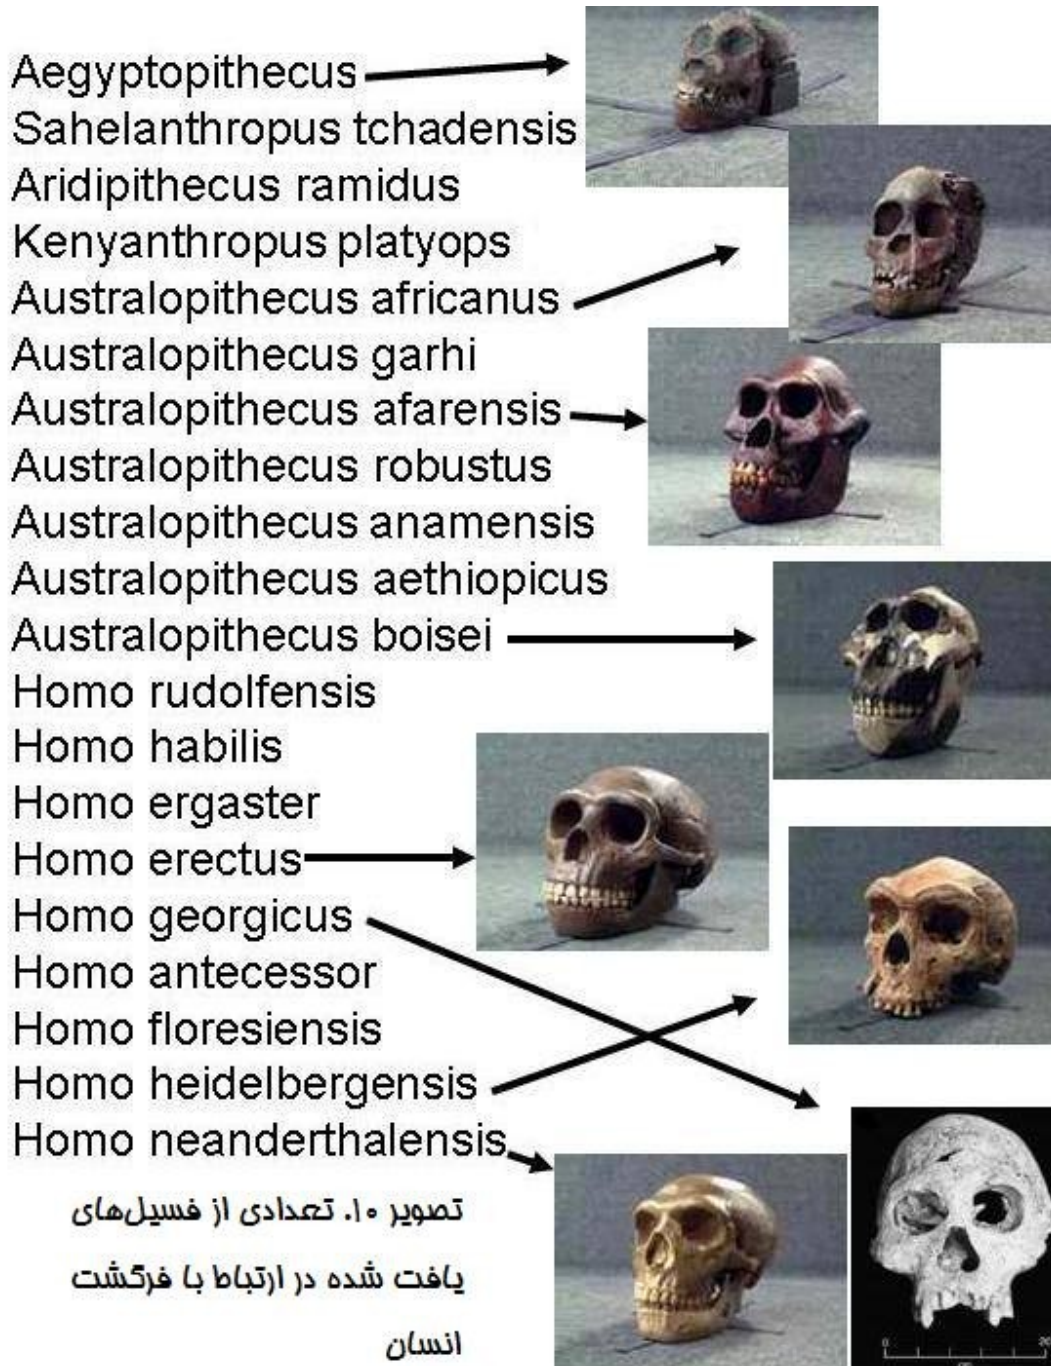 Aegyptopithecus
Sahelanthropus tchadensis
Aridipithecus ramidus
Kenyanthropus platyops
Australopithecus africanus
Australopithecus garhi
Australopithecus afarensis
Australopithecus robustus
Australopithecus anamensis
Australopithecus aethiopicus
Australopithecus boisei
Homo rudolfensis
Homo habilis
Homo ergaster
Homo erectus
Homo georgicus
Homo antecessor
Homo floresiensis
Homo heidelbergensis
Homo neanderthalensis
تصویر ۱۰. تعدادی از فسیل‌های
یافت شده در ارتباط با فرگشت
انسان
0